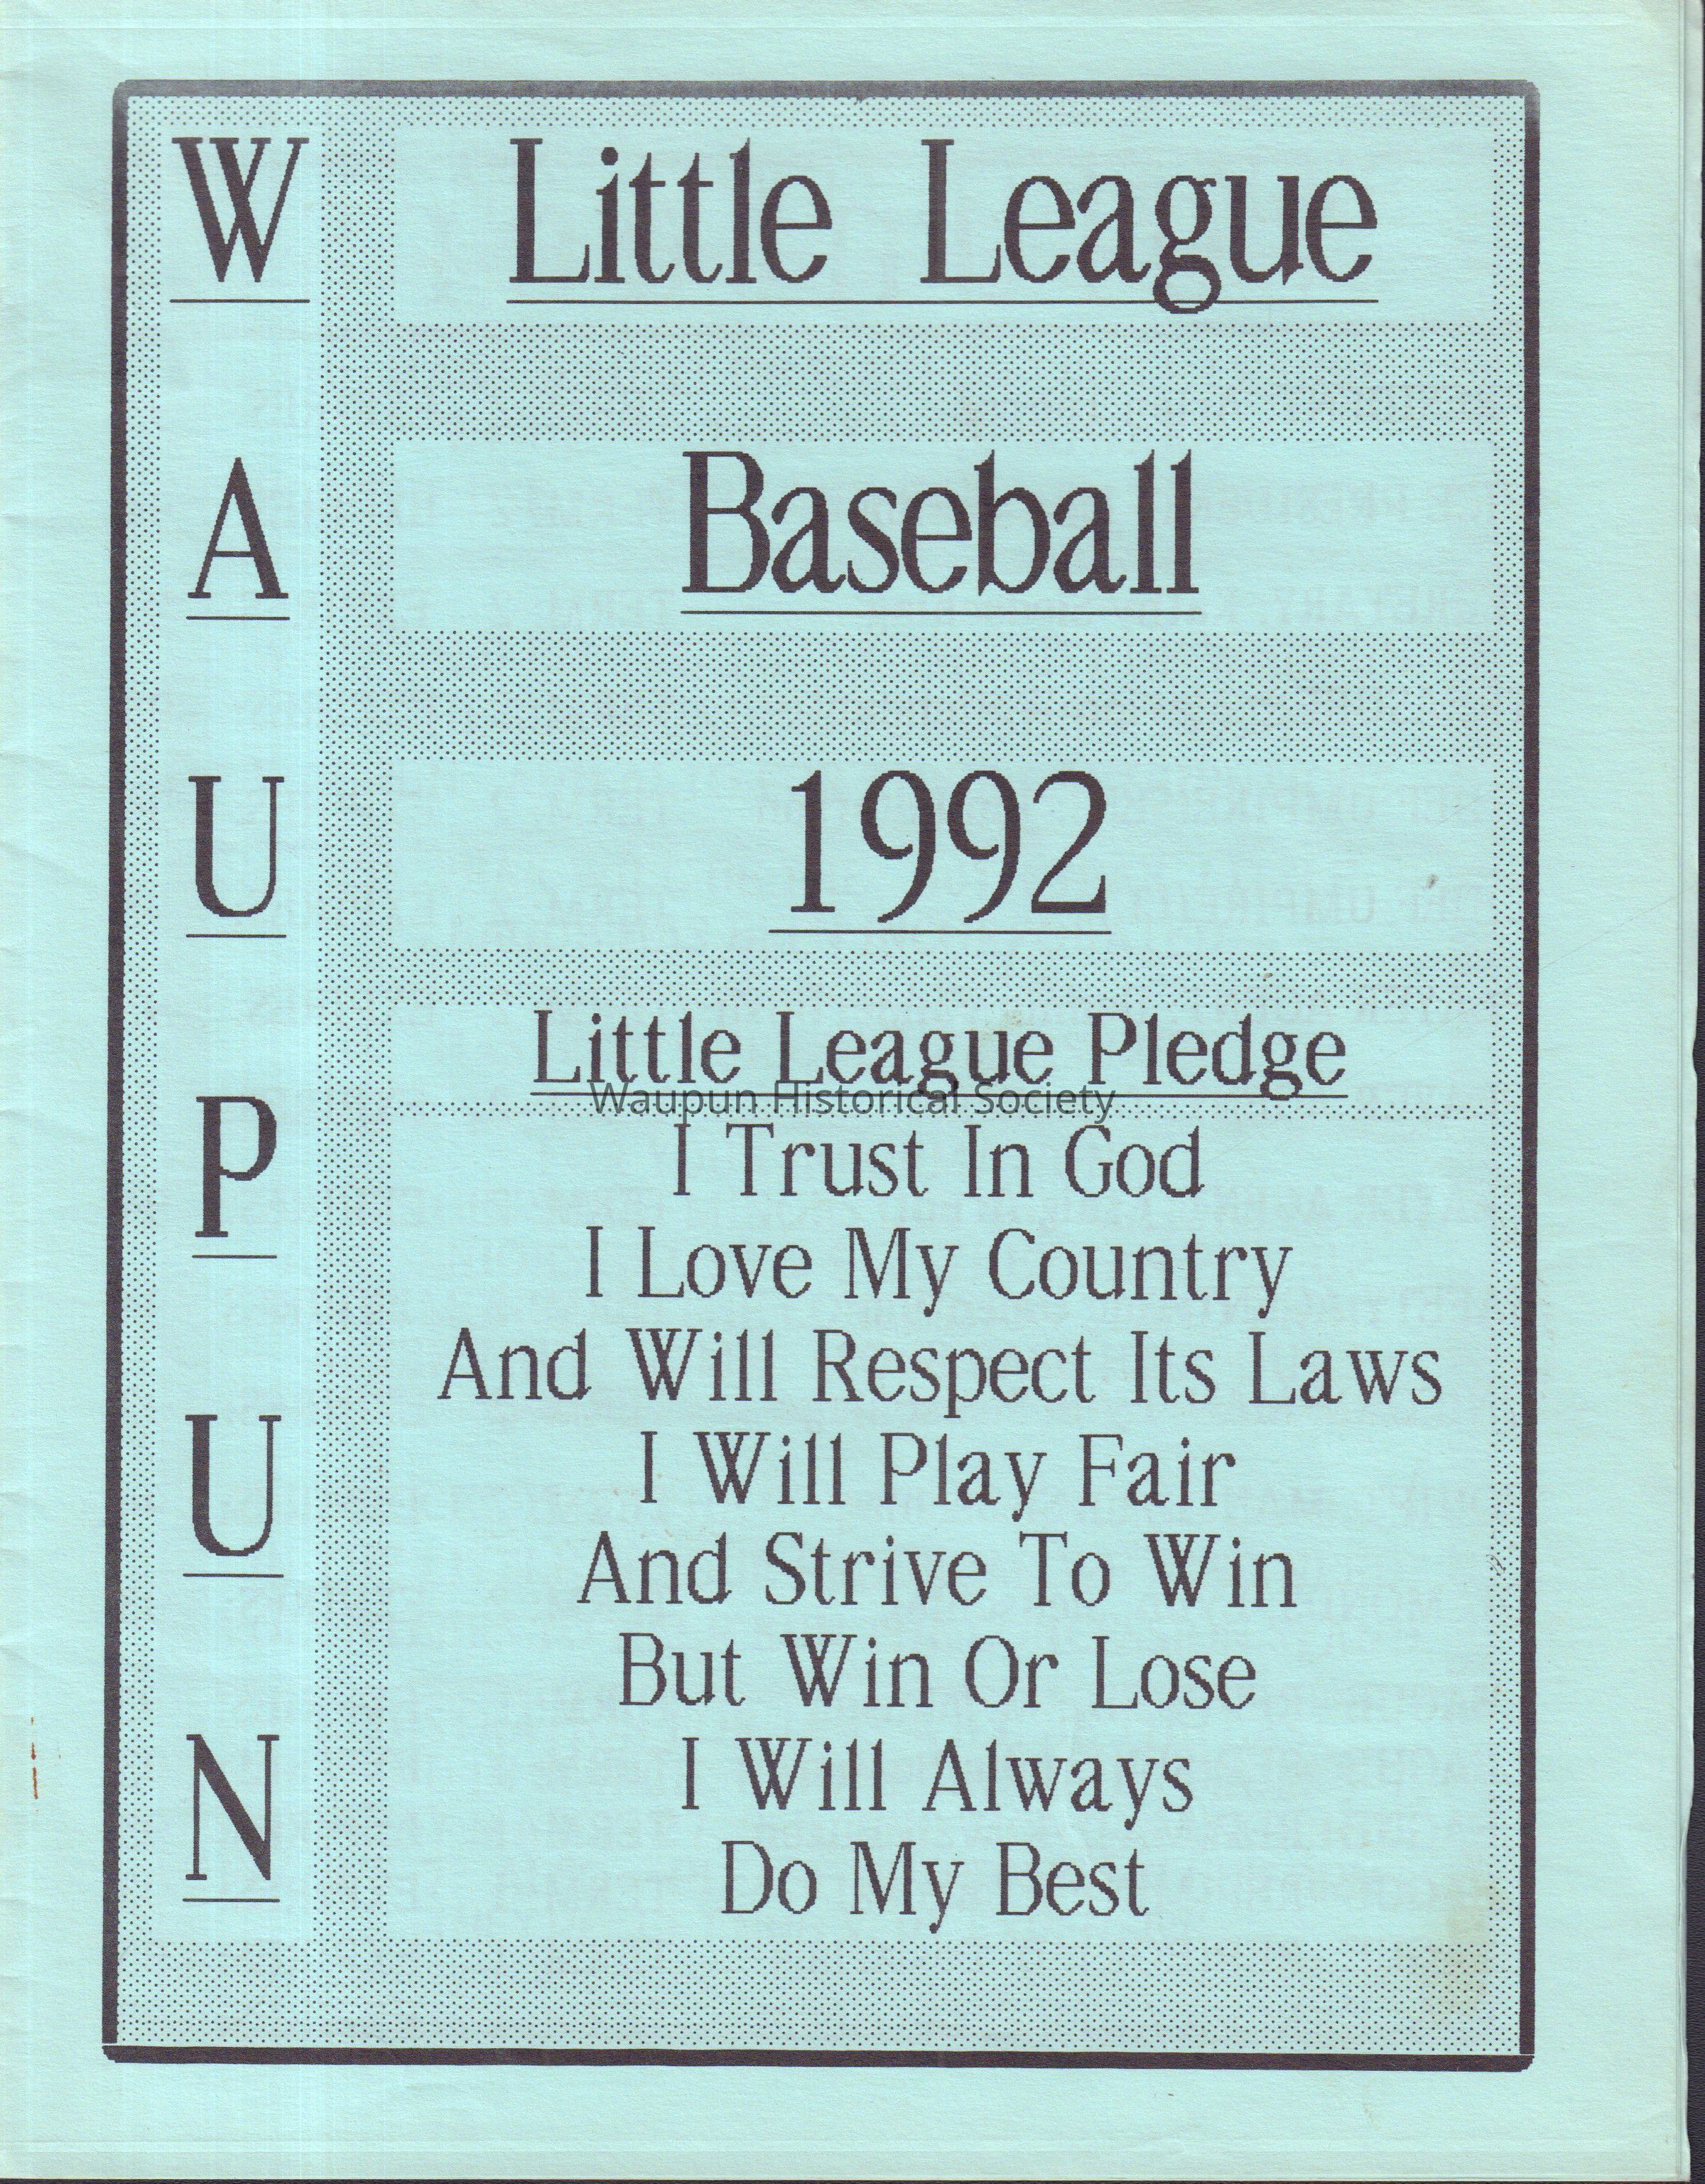 WAUPUN
Little League
Baseball
1992
Little League Pledge
Waupun Historical Society
I Trust In God
I Love My Country
And Will Respect Its Laws
I Will Play Fair
And Strive To Win
But Win Or Lose
I Will Always
Do My Best